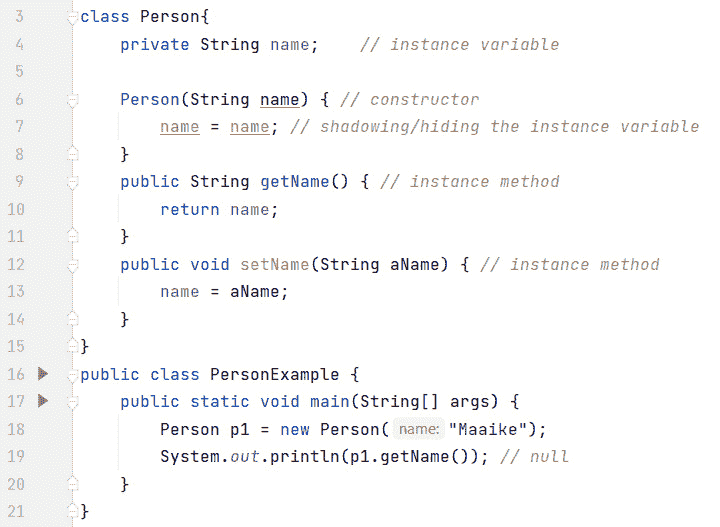 3 class Person{
4     private String name;    // instance variable
5
6     Person(String name) { // constructor
7         name = name; // shadowing/hiding the instance variable
8     }
9     public String getName() { // instance method
10         return name;
11     }
12     public void setName(String aName) { // instance method
13         name = aName;
14     }
15 }
16 public class PersonExample {
17     public static void main(String[] args) {
18         Person p1 = new Person( name: "Maaike");
19         System.out.println(p1.getName()); // null
20     }
21 }